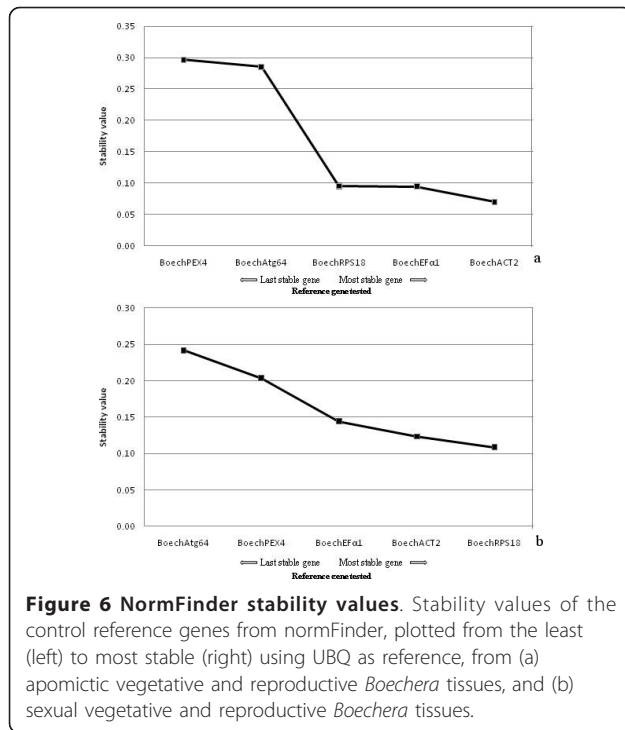 0.35
0.30
0.25
0.20
0.15
0.10
0.05
0.00
Stability value
BoechPEX4 BoechAtg64 BoechRPS18 BoechEFα1 BoechACT2
a
Last stable gene Most stable gene
Reference gene tested
0.30
0.25
0.20
0.15
0.10
0.05
0.00
Stability value
BoechAtg64 BoechPEX4 BoechEFα1 BoechACT2 BoechRPS18
b
Last stable gene Most stable gene
Reference gene tested
Figure 6 NormFinder stability values. Stability values of the
control reference genes from normFinder, plotted from the least
(left) to most stable (right) using UBQ as reference, from (a)
apomictic vegetative and reproductive Boechera tissues, and (b)
sexual vegetative and reproductive Boechera tissues.